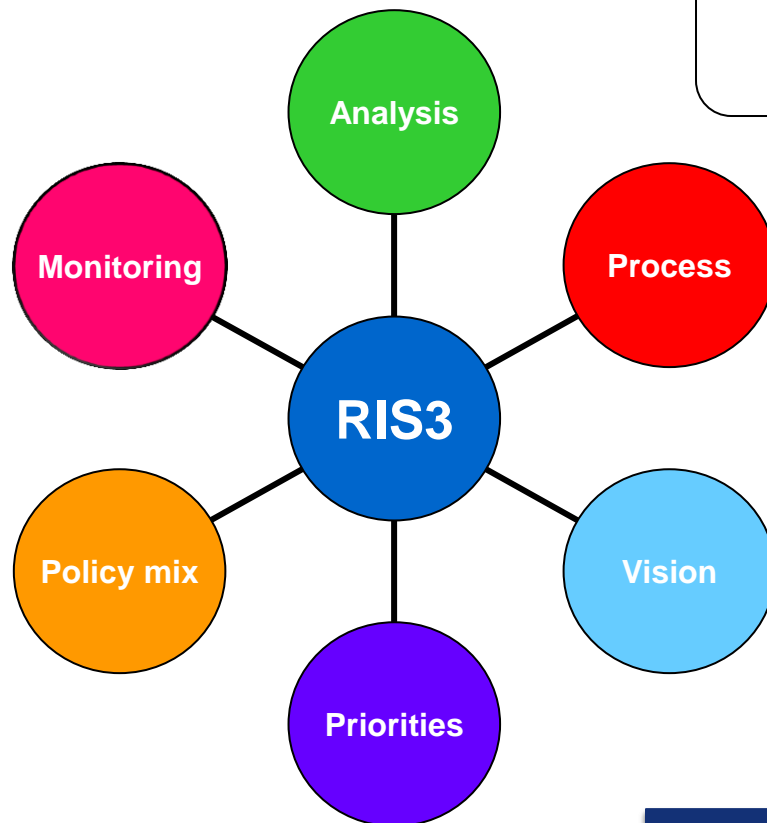 Analysis
Monitoring
Process
RIS3
Policy mix
Vision
Priorities